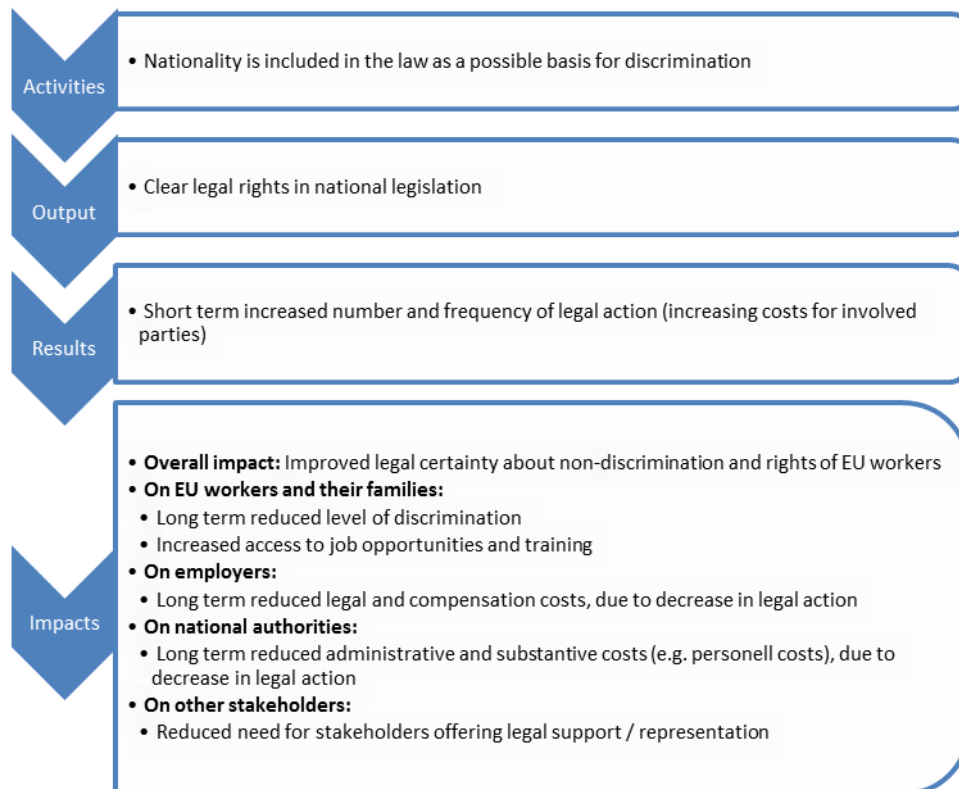 Activities
• Nationality is included in the law as a possible basis for discrimination
Output
• Clear legal rights in national legislation
Results
• Short term increased number and frequency of legal action (increasing costs for involved
parties)
Impacts
• Overall impact: Improved legal certainty about non-discrimination and rights of EU workers
• On EU workers and their families:
• Long term reduced level of discrimination
• Increased access to job opportunities and training
• On employers:
• Long term reduced legal and compensation costs, due to decrease in legal action
• On national authorities:
• Long term reduced administrative and substantive costs (e.g. personell costs), due to
decrease in legal action
• On other stakeholders:
• Reduced need for stakeholders offering legal support / representation